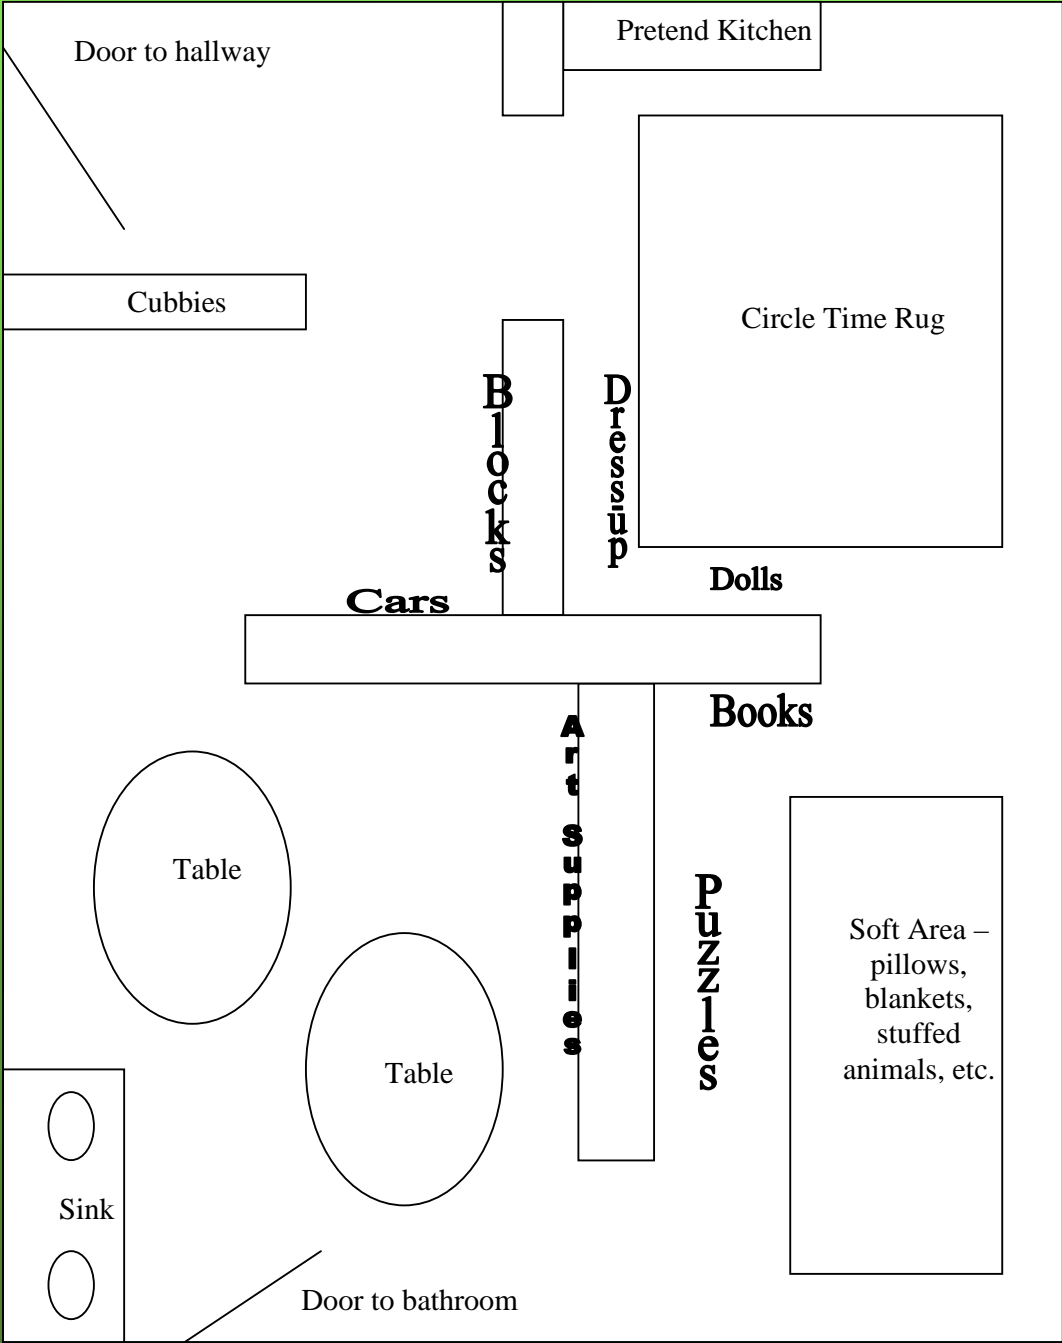 Door to hallway
Pretend Kitchen
Cubbies
Circle Time Rug
Blocks
Dress-up
Dolls
Cars
Books
Art Supplies
Table
Puzzles
Soft Area –
pillows,
blankets,
stuffed
animals, etc.
Table
Sink
Door to bathroom